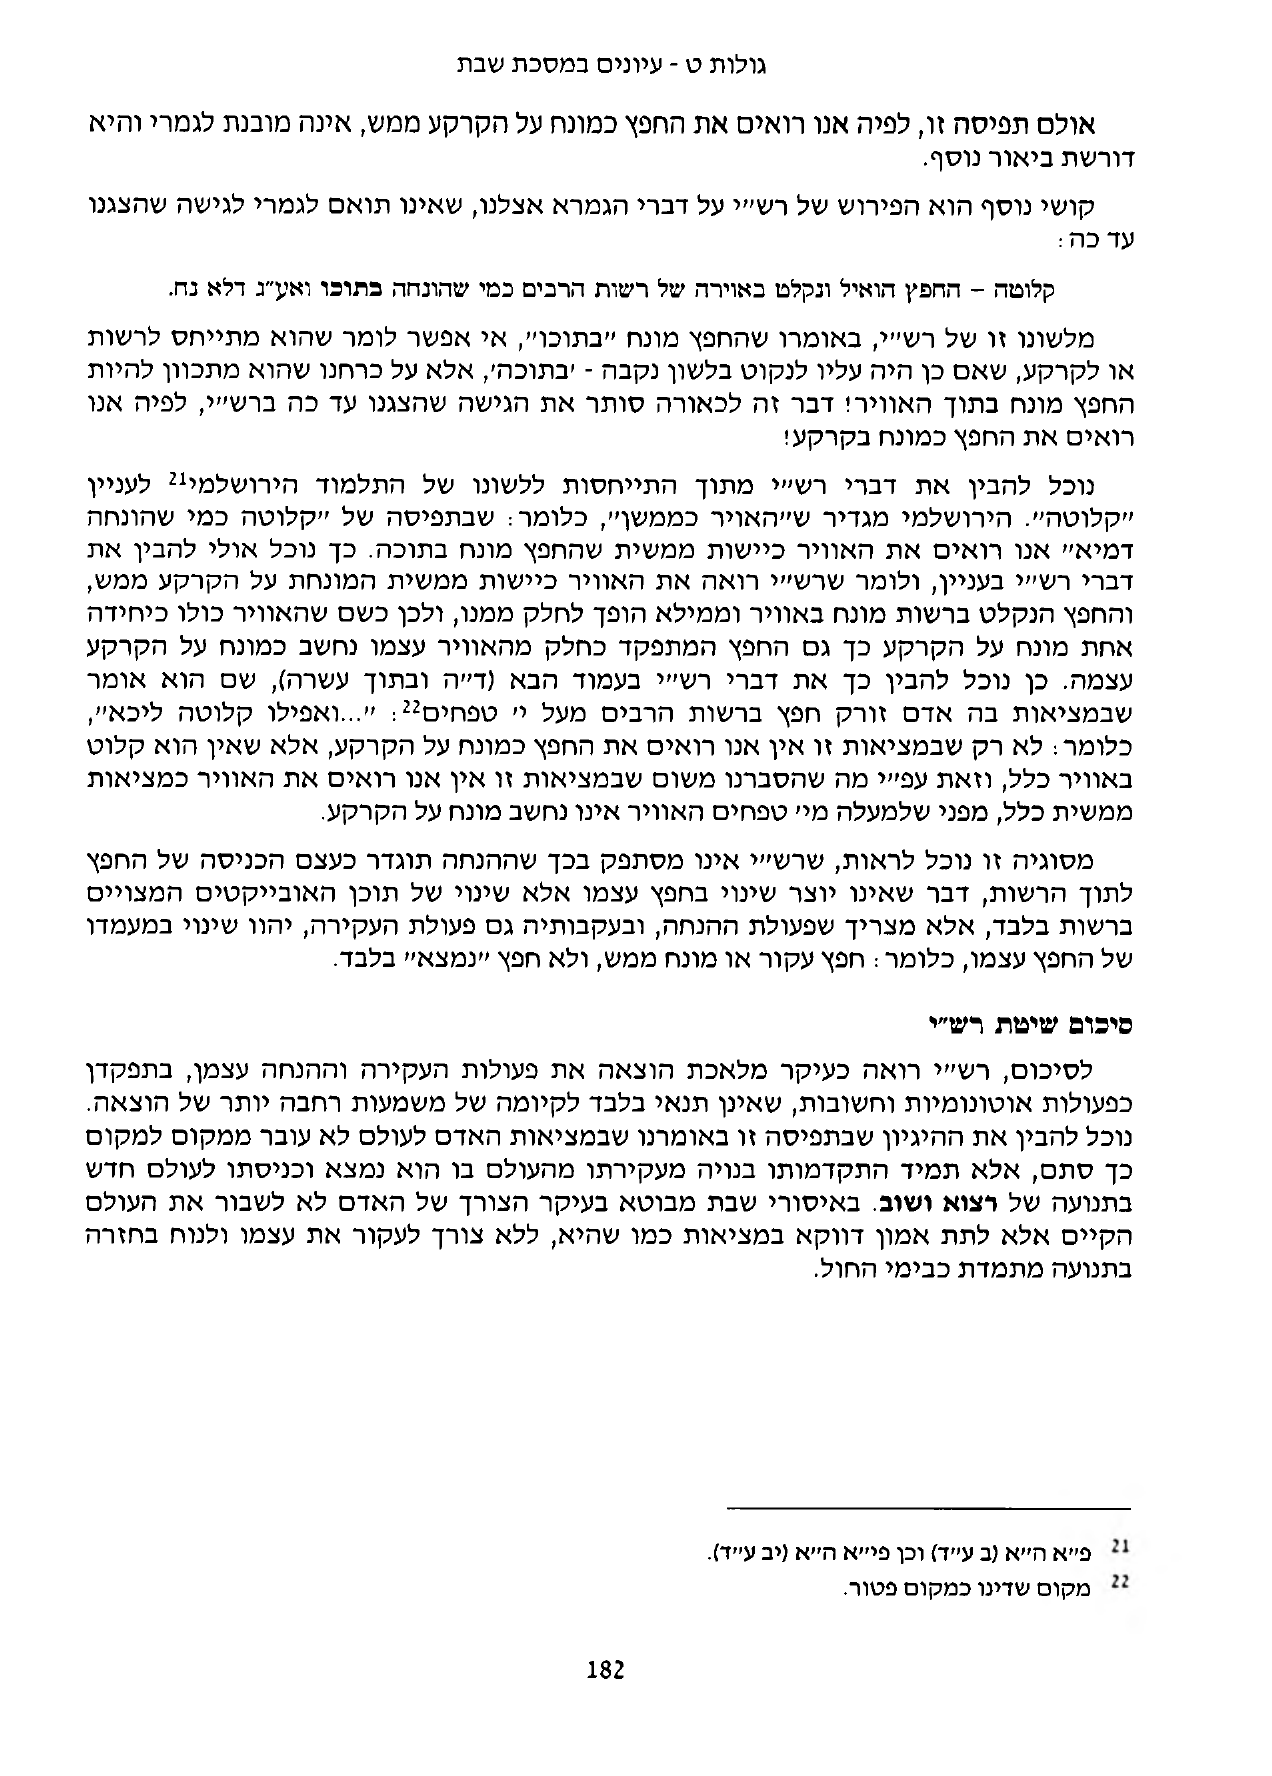 גולות ט - עיונים במסכת שבת
אולם תפיסה זו, לפיה אנו רואים את החפץ כמונח על הקרקע ממש, אינה מובנת לגמרי והיא
דורשת ביאור נוסף.
קושי נוסף הוא הפירוש של רש״י על דברי הגמרא אצלנו, שאינו תואם לגמרי לגישה שהצגנו
עד כה:
קלוטה – החפץ הואיל ונקלט באוירה של רשות הרבים כמי שהונחה בתוכו ואע״ג דלא נח.
מלשונו זו של רש״י, באומרו שהחפץ מונח ״בתוכו״, אי אפשר לומר שהוא מתייחס לרשות
או לקרקע, שאם כן היה עליו לנקוט בלשון נקבה - ׳בתוכה׳, אלא על כרחנו שהוא מתכוון להיות
החפץ מונח בתוך האוויר! דבר זה לכאורה סותר את הגישה שהצגנו עד כה ברש״י, לפיה אנו
רואים את החפץ כמונח בקרקע!
נוכל להבין את דברי רש״י מתוך התייחסות ללשונו של התלמוד הירושלמי21 לעניין
״קלוטה״. הירושלמי מגדיר ש״האויר כממשן״, כלומר: שבתפיסה של ״קלוטה כמי שהונחה
דמיא״ אנו רואים את האוויר כיישות ממשית שהחפץ מונח בתוכה. כך נוכל אולי להבין את
דברי רש״י בעניין, ולומר שרש״י רואה את האוויר כיישות ממשית המונחת על הקרקע ממש,
והחפץ הנקלט ברשות מונח באוויר וממילא הופך לחלק ממנו, ולכן כשם שהאוויר כולו כיחידה
אחת מונח על הקרקע כך גם החפץ המתפקד כחלק מהאוויר עצמו נחשב כמונח על הקרקע
עצמה. כן נוכל להבין כך את דברי רש״י בעמוד הבא (ד״ה ובתוך עשרה), שם הוא אומר
שבמציאות בה אדם זורק חפץ ברשות הרבים מעל י׳ טפחים22: ״...ואפילו קלוטה ליכא״,
כלומר: לא רק שבמציאות זו אין אנו רואים את החפץ כמונח על הקרקע, אלא שאין הוא קלוט
באוויר כלל, וזאת עפ״י מה שהסברנו משום שבמציאות זו אין אנו רואים את האוויר כמציאות
ממשית כלל, מפני שלמעלה מי׳ טפחים האוויר אינו נחשב מונח על הקרקע.
מסוגיה זו נוכל לראות, שרש״י אינו מסתפק בכך שההנחה תוגדר כעצם הכניסה של החפץ
לתוך הרשות, דבר שאינו יוצר שינוי בחפץ עצמו אלא שינוי של תוכן האובייקטים המצויים
ברשות בלבד, אלא מצריך שפעולת ההנחה, ובעקבותיה גם פעולת העקירה, יהוו שינוי במעמדו
של החפץ עצמו, כלומר: חפץ עקור או מונח ממש, ולא חפץ ״נמצא״ בלבד.
סיכום שיטת רש״י
לסיכום, רש״י רואה כעיקר מלאכת הוצאה את פעולות העקירה וההנחה עצמן, בתפקדן
כפעולות אוטונומיות וחשובות, שאינן תנאי בלבד לקיומה של משמעות רחבה יותר של הוצאה.
נוכל להבין את ההיגיון שבתפיסה זו באומרנו שבמציאות האדם לעולם לא עובר ממקום למקום
כך סתם, אלא תמיד התקדמותו בנויה מעקירתו מהעולם בו הוא נמצא וכניסתו לעולם חדש
בתנועה של רצוא ושוב. באיסורי שבת מבוטא בעיקר הצורך של האדם לא לשבור את העולם
הקיים אלא לתת אמון דווקא במציאות כמו שהיא, ללא צורך לעקור את עצמו ולנוח בחזרה
בתנועה מתמדת כבימי החול.
21 פ״א ה״א (ב ע״ד) וכן פי״א ה״א (יב ע״ד).
22 מקום שדינו כמקום פטור.
182